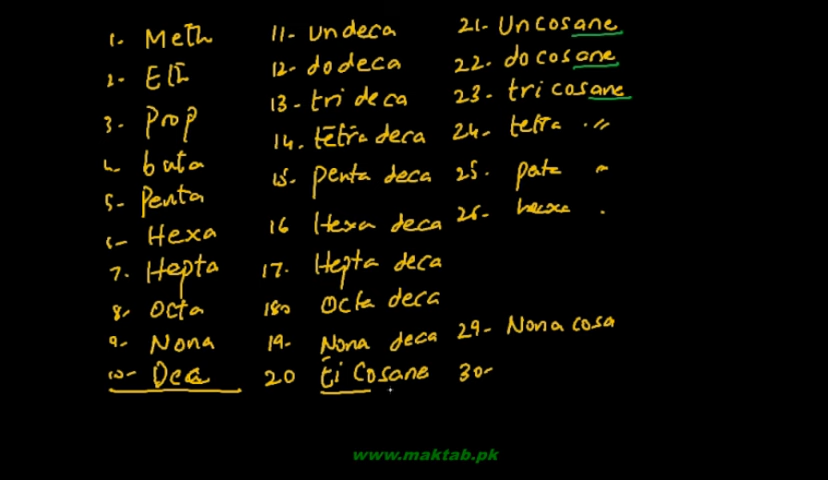 1- Meth
2- Eth
3- Prop
4- buta
5- Penta
6- Hexa
7- Hepta
8- Octa
9- Nona
10- Deca
11- undeca
12- dodeca
13- tri deca
14. tetra deca
15- penta deca
16 Hexa deca
17. Hepta deca
18- Octa deca
19- Nona deca
20 Ei Cosane
21- Uncosane
22- docosane
23- tricosane
24- tetra -〃
25- 〃
26-
29- Nona cosa
30-
www.maktab.pk